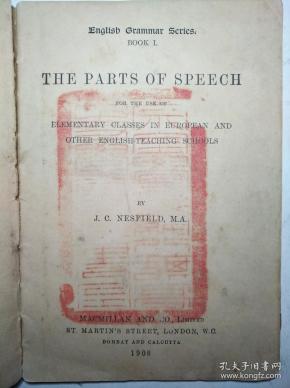 English Grammar Series.
BOOK I.
THE PARTS OF SPEECH
FOR THE USE OF
ELEMENTARY CLASSES IN EUROPEAN AND
OTHER ENGLISH-TEACHING SCHOOLS
BY
J. C. NESFIELD, M.A.
MACMILLAN AND CO., LIMITED
ST. MARTIN'S STREET, LONDON, W.C.
BOMBAY AND CALCUTTA
1908
孔夫子旧书网